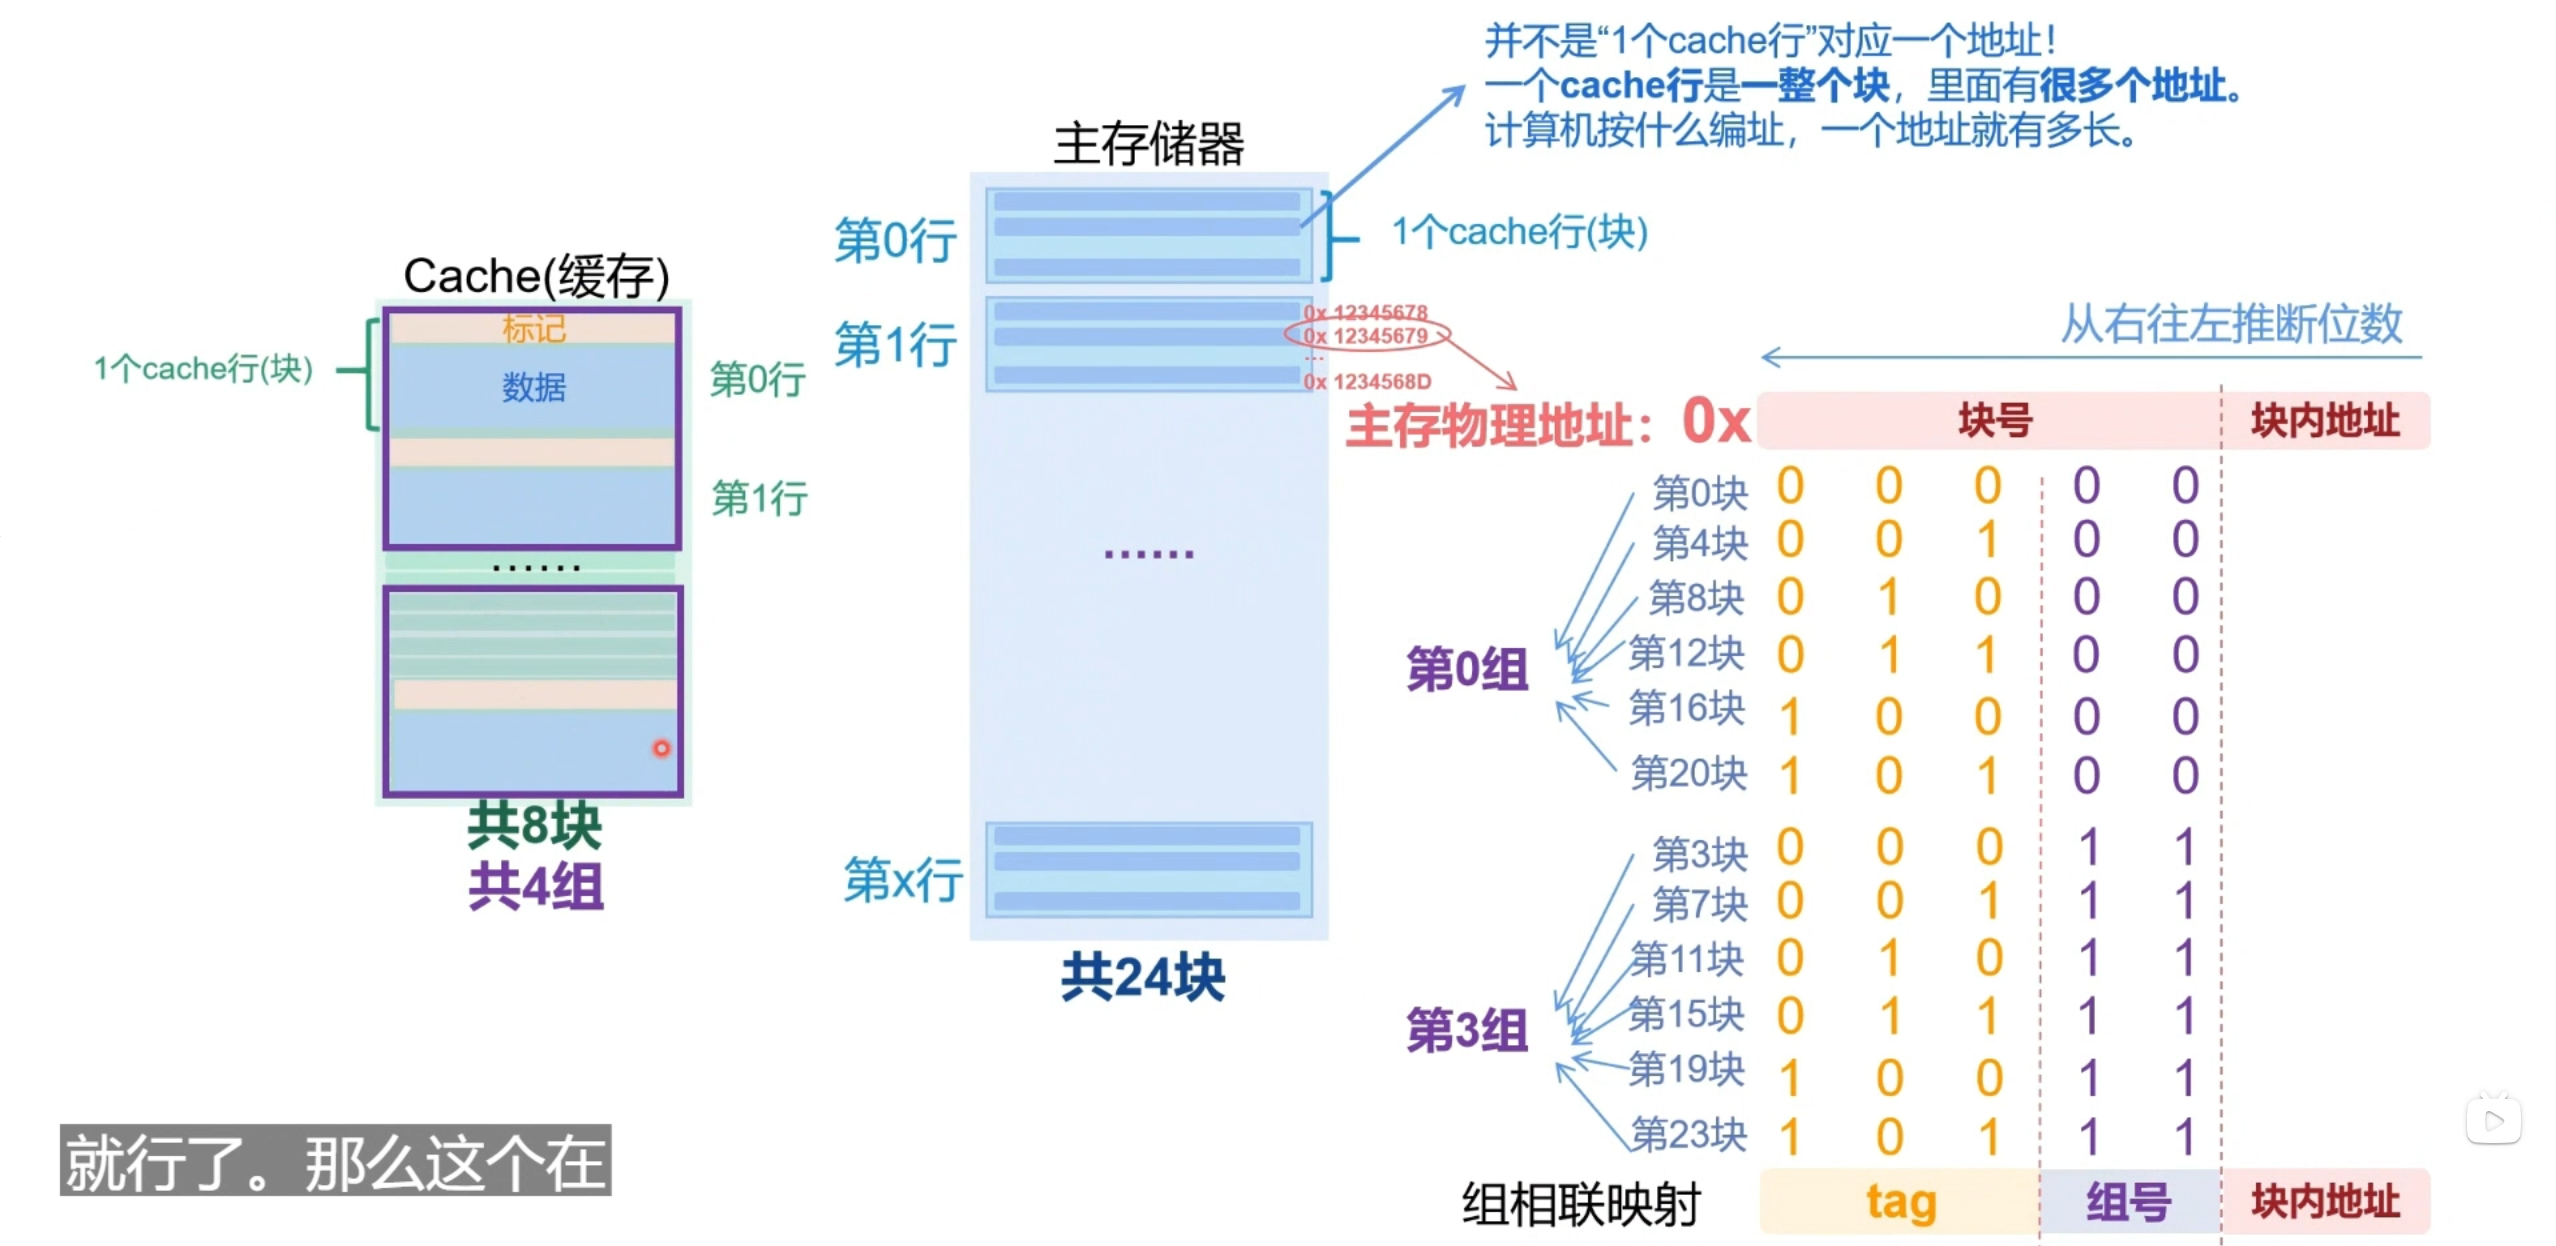 并不是“1个cache行”对应一个地址！
一个cache行是一整个块，里面有很多个地址。
计算机按什么编址，一个地址就有多长。
主存储器
第0行
1个cache行(块)
Cache(缓存)
标记
1个cache行(块)
数据
第0行
第1行
第1行
0x 12345678
0x 12345679
...
0x 1234568D
......
共8块
共4组
......
第x行
共24块
从右往左推断位数
主存物理地址：0x
块号
块内地址
第0块 0 0 0 0 0
第4块 0 0 1 0 0
第8块 0 1 0 0 0
第0组
第12块 0 1 1 0 0
第16块 1 0 0 0 0
第20块 1 0 1 0 0
第3块 0 0 0 1 1
第7块 0 0 1 1 1
第11块 0 1 0 1 1
第3组
第15块 0 1 1 1 1
第19块 1 0 0 1 1
第23块 1 0 1 1 1
组相联映射
tag
组号
块内地址
就行了。那么这个在